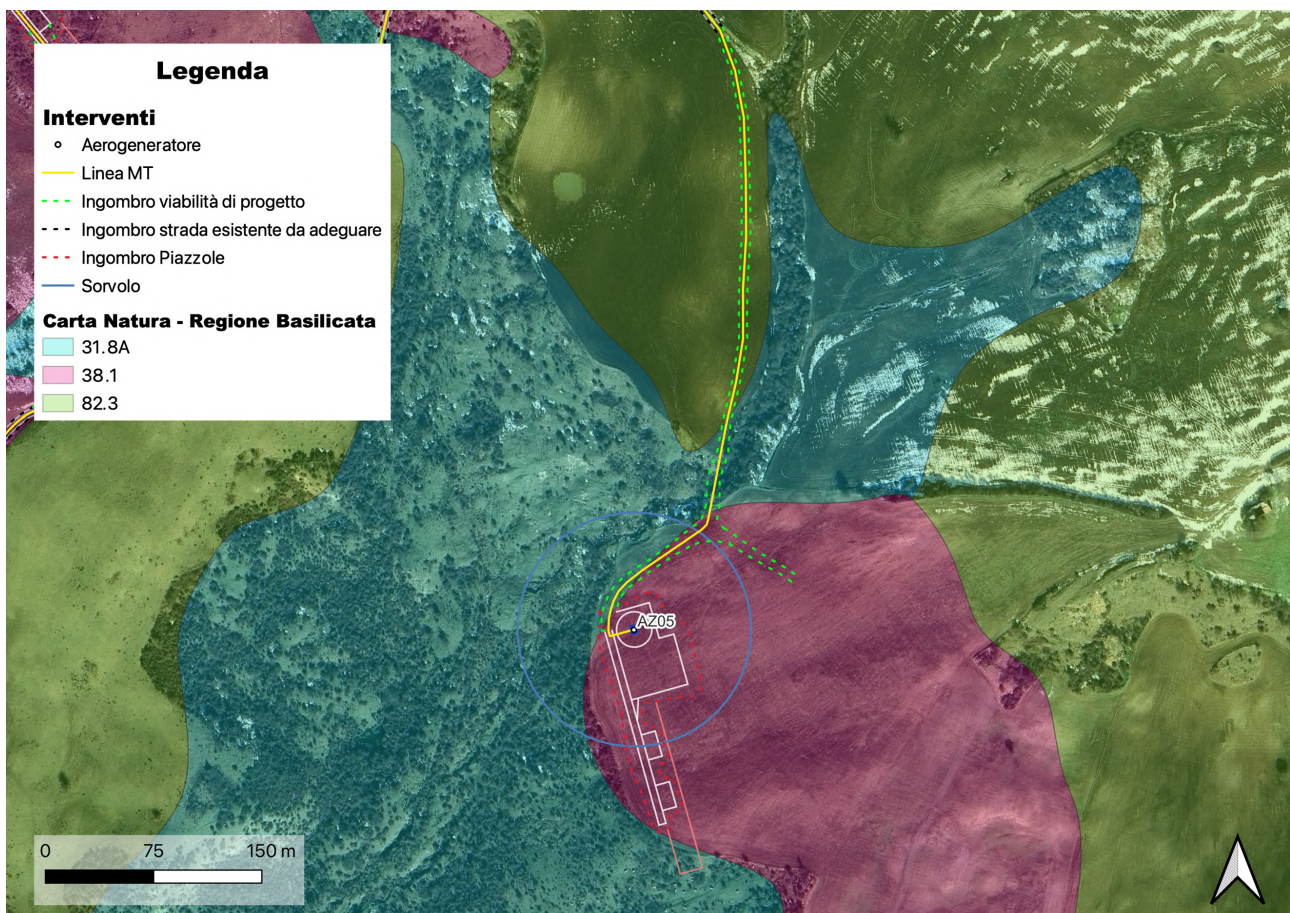 Legenda
Interventi
Aerogeneratore
Linea MT
Ingombro viabilità di progetto
Ingombro strada esistente da adeguare
Ingombro Piazzole
Sorvolo
Carta Natura - Regione Basilicata
31.8A
38.1
82.3
AZ05
0 75 150 m